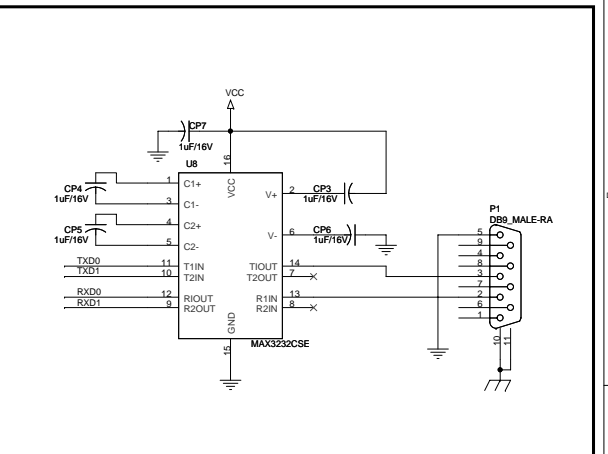 VCC
CP7
1uF/16V
U8
16
VCC
1 C1+
CP4
1uF/16V
3 C1-
4 C2+
CP5
1uF/16V
5 C2-
V+ 2
CP3
1uF/16V
V- 6
CP6
1uF/16V
TXD0 11 T1IN
TXD1 10 T2IN
RXD0 12 RIOUT
RXD1 9 R2OUT
TIOUT 14
T2OUT 7
R1IN 13
R2IN 8
GND
15
MAX3232CSE
P1
DB9_MALE-RA
5
9
4
8
3
7
2
6
1
10
11